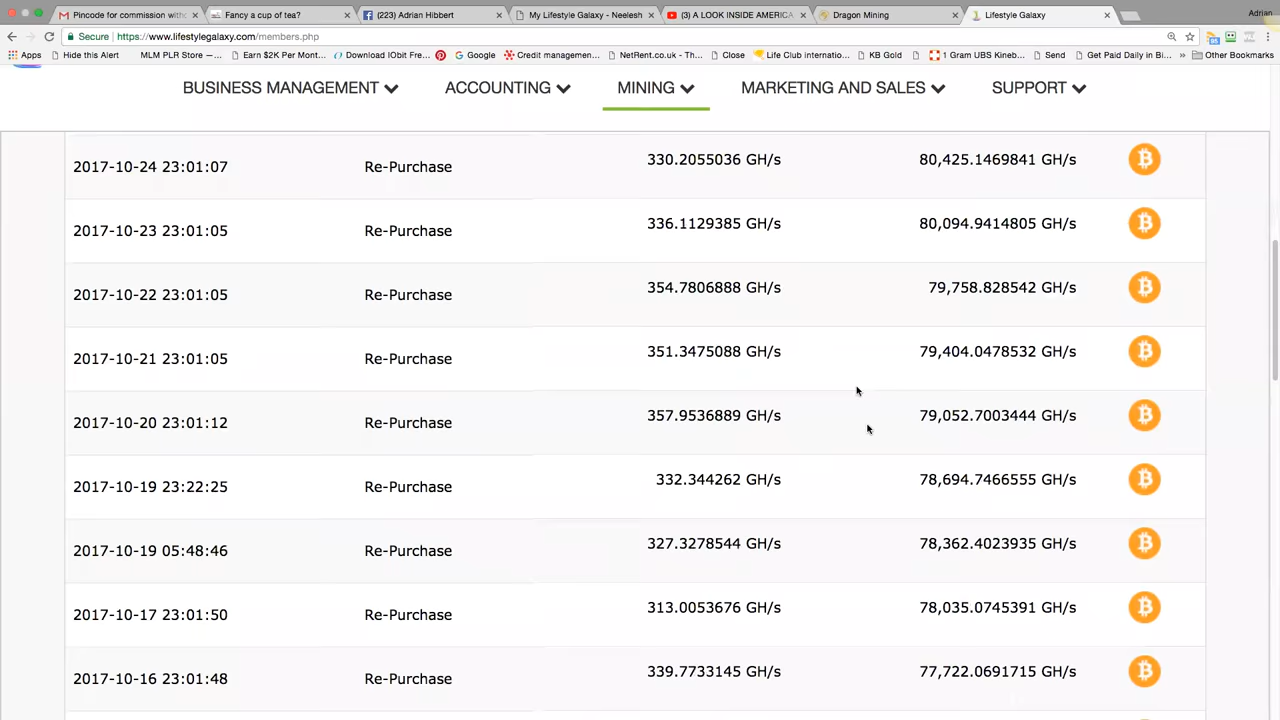 Pincode for commission with
Fancy a cup of tea?
(223) Adrian Hibbert
My Lifestyle Galaxy - Neelesh
(3) A LOOK INSIDE AMERICA
Dragon Mining
Lifestyle Galaxy
Adrian
Secure
https://www.lifestylegalaxy.com/members.php
Apps
Hide this Alert
MLM PLR Store —...
Earn $2K Per Mont...
Download IObit Fre...
Google
Credit managemen...
NetRent.co.uk - Th...
Close
Life Club internatio...
KB Gold
1 Gram UBS Kineb...
Send
Get Paid Daily in Bi...
»
Other Bookmarks
BUSINESS MANAGEMENT
ACCOUNTING
MINING
MARKETING AND SALES
SUPPORT
2017-10-24 23:01:07 Re-Purchase 330.2055036 GH/s 80,425.1469841 GH/s
2017-10-23 23:01:05 Re-Purchase 336.1129385 GH/s 80,094.9414805 GH/s
2017-10-22 23:01:05 Re-Purchase 354.7806888 GH/s 79,758.828542 GH/s
2017-10-21 23:01:05 Re-Purchase 351.3475088 GH/s 79,404.0478532 GH/s
2017-10-20 23:01:12 Re-Purchase 357.9536889 GH/s 79,052.7003444 GH/s
2017-10-19 23:22:25 Re-Purchase 332.344262 GH/s 78,694.7466555 GH/s
2017-10-19 05:48:46 Re-Purchase 327.3278544 GH/s 78,362.4023935 GH/s
2017-10-17 23:01:50 Re-Purchase 313.0053676 GH/s 78,035.0745391 GH/s
2017-10-16 23:01:48 Re-Purchase 339.7733145 GH/s 77,722.0691715 GH/s